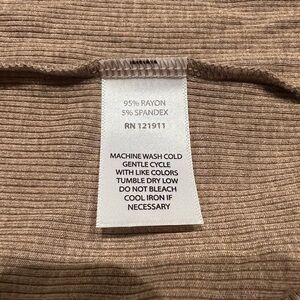 95% RAYON
5% SPANDEX
RN 121911
MACHINE WASH COLD
GENTLE CYCLE
WITH LIKE COLORS
TUMBLE DRY LOW
DO NOT BLEACH
COOL IRON IF
NECESSARY